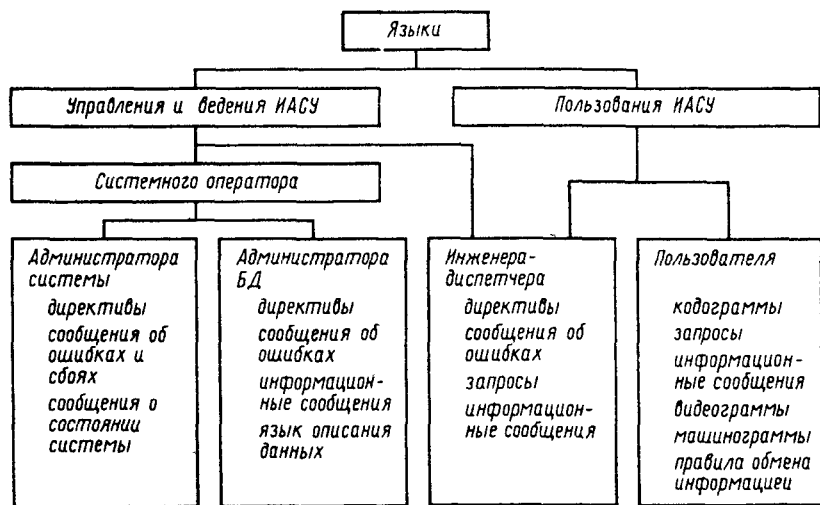 Языки
Управления и ведения ИАСУ
Пользования ИАСУ
Системного оператора
Администратора
системы
директивы
сообщения об
ошибках и
сбоях
сообщения о
состоянии
системы
Администратора
БД
директивы
сообщения об
ошибках
информацион-
ные сообщения
язык описания
данных
Инженера-
диспетчера
директивы
сообщения об
ошибках
запросы
информацион-
ные сообщения
Пользователя
кодограммы
запросы
информацион-
ные сообщения
видеограммы
машинограммы
правила обмена
информацией